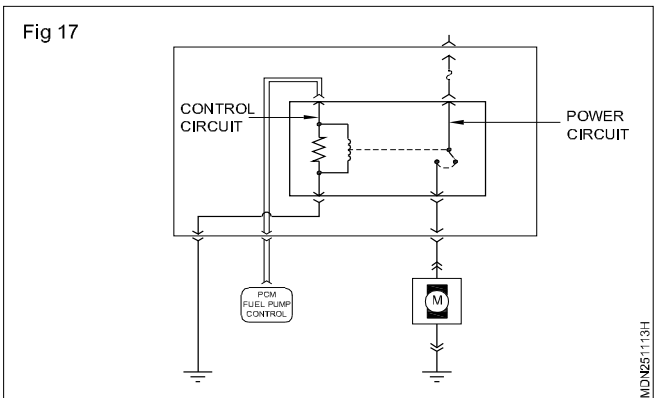 Fig 17
CONTROL
CIRCUIT
POWER
CIRCUIT
PCM
FUEL PUMP
CONTROL
M
MDN251113H